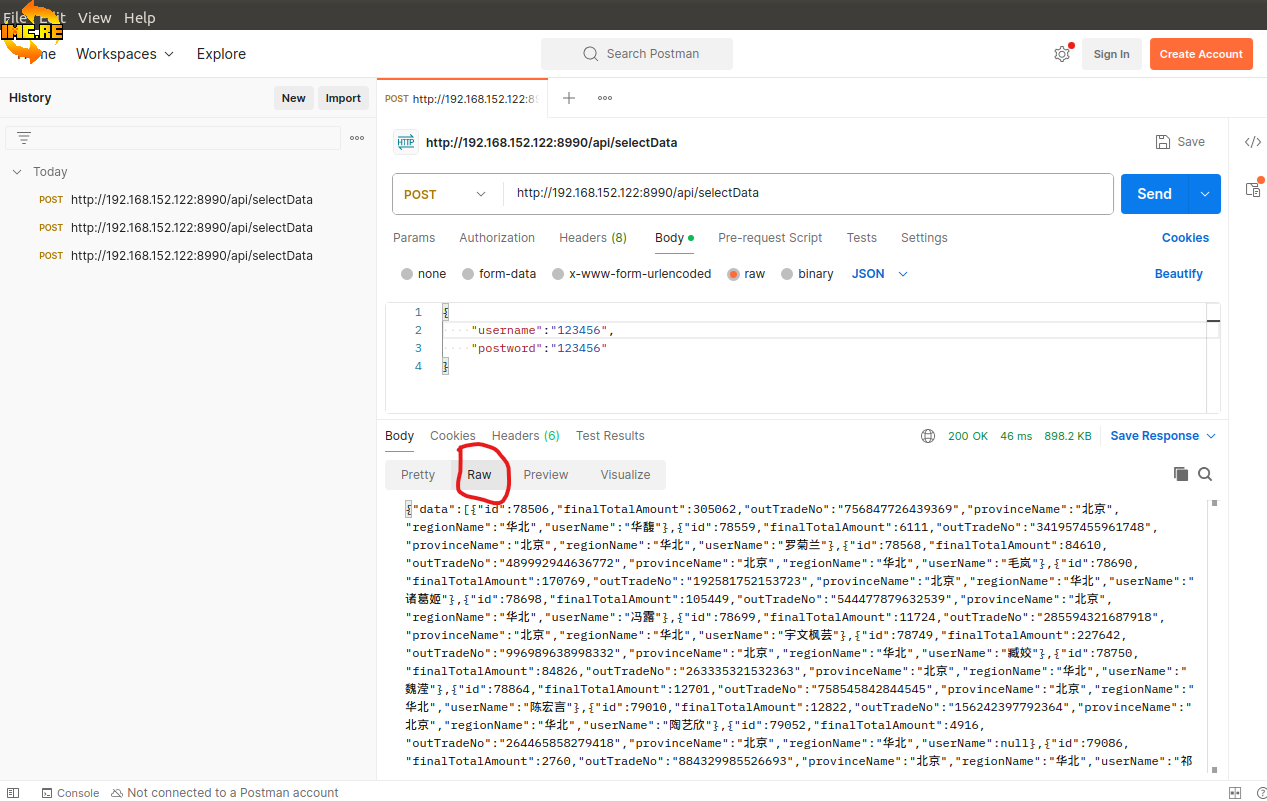 File Edit View Help
IMC.RE
Home Workspaces Explore Search Postman Sign In Create Account
History New Import
POST http://192.168.152.122:89
HTTP http://192.168.152.122:8990/api/selectData Save
Today
POST http://192.168.152.122:8990/api/selectData
POST http://192.168.152.122:8990/api/selectData
POST http://192.168.152.122:8990/api/selectData
POST http://192.168.152.122:8990/api/selectData Send
Params Authorization Headers (8) Body Pre-request Script Tests Settings Cookies
none form-data x-www-form-urlencoded raw binary JSON Beautify
1 {
2 "username":"123456",
3 "postword":"123456"
4 }
Body Cookies Headers (6) Test Results 200 OK 46 ms 898.2 KB Save Response
Pretty Raw Preview Visualize
{"data":[{"id":78506,"finalTotalAmount":305062,"outTradeNo":"756847726439369","provinceName":"北京",
"regionName":"华北","userName":"华馥"},{"id":78559,"finalTotalAmount":6111,"outTradeNo":"341957455961748",
"provinceName":"北京","regionName":"华北","userName":"罗菊兰"},{"id":78568,"finalTotalAmount":84610,
"outTradeNo":"489992944636772","provinceName":"北京","regionName":"华北","userName":"毛岚"},{"id":78690,
"finalTotalAmount":170769,"outTradeNo":"192581752153723","provinceName":"北京","regionName":"华北","userName":"
诸葛姬"},{"id":78698,"finalTotalAmount":105449,"outTradeNo":"544477879632539","provinceName":"北京",
"regionName":"华北","userName":"冯露"},{"id":78699,"finalTotalAmount":11724,"outTradeNo":"285594321687918",
"provinceName":"北京","regionName":"华北","userName":"宇文枫芸"},{"id":78749,"finalTotalAmount":227642,
"outTradeNo":"996989638998332","provinceName":"北京","regionName":"华北","userName":"臧姣"},{"id":78750,
"finalTotalAmount":84826,"outTradeNo":"263335321532363","provinceName":"北京","regionName":"华北","userName":"
魏滢"},{"id":78864,"finalTotalAmount":12701,"outTradeNo":"758545842844545","provinceName":"北京","regionName":"
华北","userName":"陈宏言"},{"id":79010,"finalTotalAmount":12822,"outTradeNo":"156242397792364","provinceName":"
北京","regionName":"华北","userName":"陶艺欣"},{"id":79052,"finalTotalAmount":4916,
"outTradeNo":"264465858279418","provinceName":"北京","regionName":"华北","userName":null},{"id":79086,
"finalTotalAmount":2760,"outTradeNo":"884329985526693","provinceName":"北京","regionName":"华北","userName":"祁
Console Not connected to a Postman account